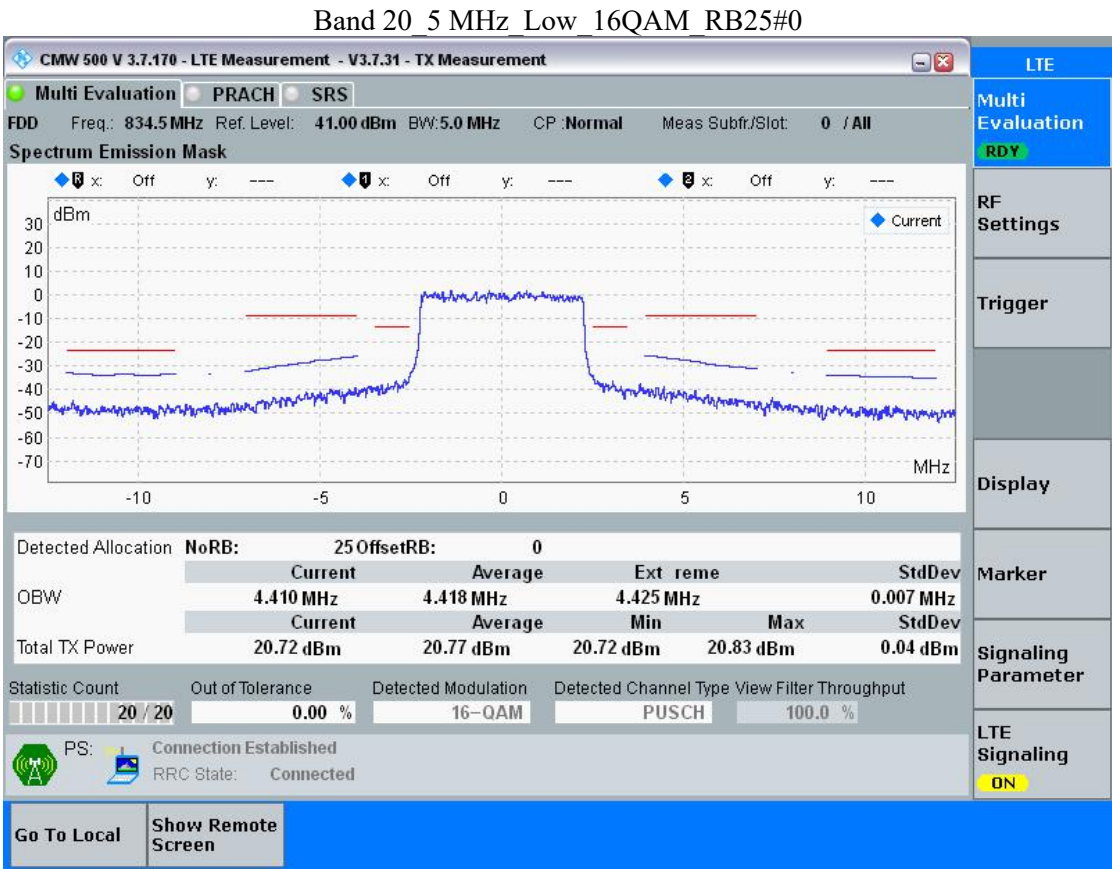 Band 20_5 MHz_Low_16QAM_RB25#0
CMW 500 V 3.7.170 - LTE Measurement - V3.7.31 - TX Measurement
LTE
Multi Evaluation PRACH SRS
Multi
Evaluation
RDY
FDD Freq.: 834.5 MHz Ref. Level: 41.00 dBm BW: 5.0 MHz CP : Normal Meas Subfr./Slot: 0 / All
Spectrum Emission Mask
R x: Off y: --- 1 x: Off y: --- 2 x: Off y: ---
dBm
Current
30
20
10
0
-10
-20
-30
-40
-50
-60
-70
MHz
-10 -5 0 5 10
RF
Settings
Trigger
Display
Marker
Signaling
Parameter
LTE
Signaling
ON
Detected Allocation NoRB: 25 OffsetRB: 0
Current Average Ext reme StdDev
OBW 4.410 MHz 4.418 MHz 4.425 MHz 0.007 MHz
Current Average Min Max StdDev
Total TX Power 20.72 dBm 20.77 dBm 20.72 dBm 20.83 dBm 0.04 dBm
Statistic Count Out of Tolerance Detected Modulation Detected Channel Type View Filter Throughput
20 / 20 0.00 % 16-QAM PUSCH 100.0 %
PS: Connection Established
RRC State: Connected
Go To Local
Show Remote
Screen